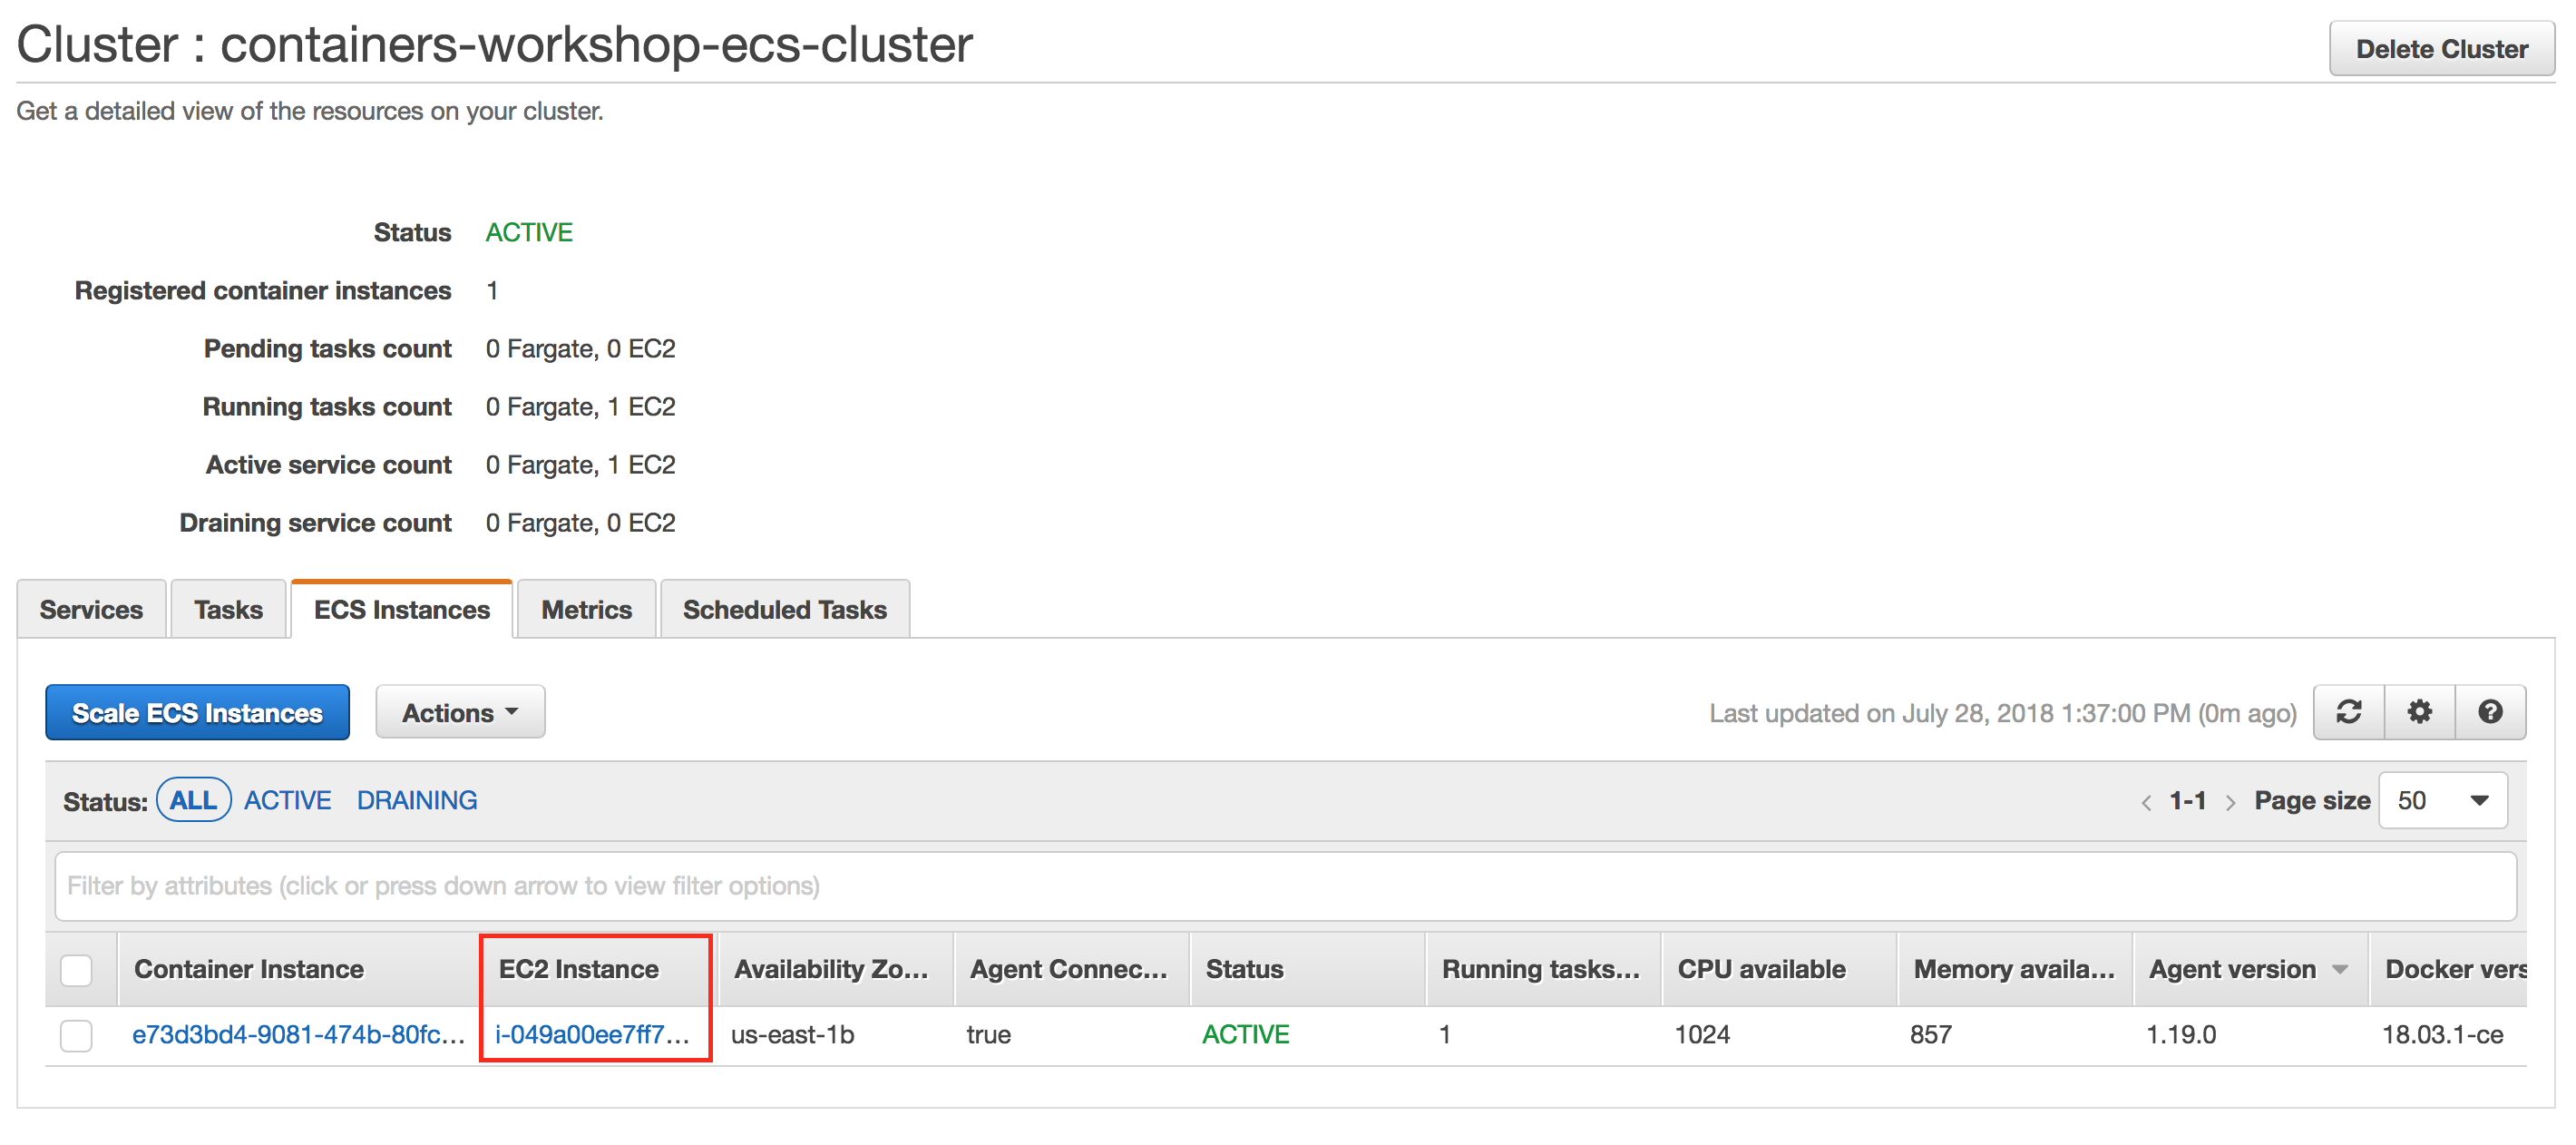 Cluster : containers-workshop-ecs-cluster
Delete Cluster
Get a detailed view of the resources on your cluster.
Status ACTIVE
Registered container instances 1
Pending tasks count 0 Fargate, 0 EC2
Running tasks count 0 Fargate, 1 EC2
Active service count 0 Fargate, 1 EC2
Draining service count 0 Fargate, 0 EC2
Services Tasks ECS Instances Metrics Scheduled Tasks
Scale ECS Instances Actions Last updated on July 28, 2018 1:37:00 PM (0m ago)
Status: ALL ACTIVE DRAINING < 1-1 > Page size 50
Filter by attributes (click or press down arrow to view filter options)
Container Instance EC2 Instance Availability Zo... Agent Connec... Status Running tasks... CPU available Memory availa... Agent version Docker vers
e73d3bd4-9081-474b-80fc... i-049a00ee7ff7... us-east-1b true ACTIVE 1 1024 857 1.19.0 18.03.1-ce